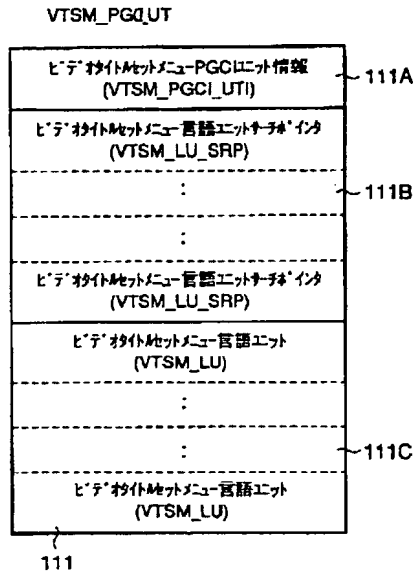 VTSM_PGCI_UT
ビデオタイトルセットメニューPGCIユニット情報
(VTSM_PGCI_UTI)
111A
ビデオタイトルセットメニュー言語ユニットサーチポインタ
(VTSM_LU_SRP)
:
111B
:
ビデオタイトルセットメニュー言語ユニットサーチポインタ
(VTSM_LU_SRP)
ビデオタイトルセットメニュー言語ユニット
(VTSM_LU)
:
:
111C
ビデオタイトルセットメニュー言語ユニット
(VTSM_LU)
111